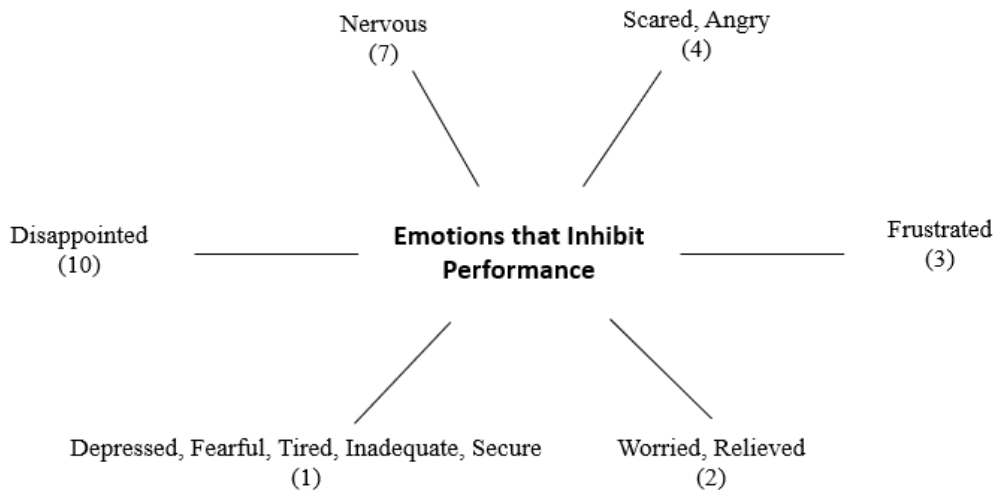 Nervous
(7)
Scared, Angry
(4)
Disappointed
(10)
Emotions that Inhibit
Performance
Frustrated
(3)
Depressed, Fearful, Tired, Inadequate, Secure
(1)
Worried, Relieved
(2)